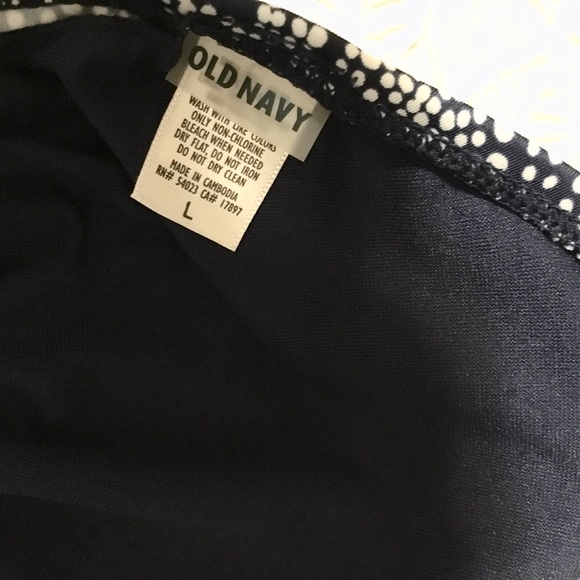 OLD NAVY
WASH WITH LIKE COLORS
ONLY NON-CHLORINE
BLEACH WHEN NEEDED
DRY FLAT. DO NOT IRON
DO NOT DRY CLEAN
MADE IN CAMBODIA
RN# 54023 CA# 17897
L